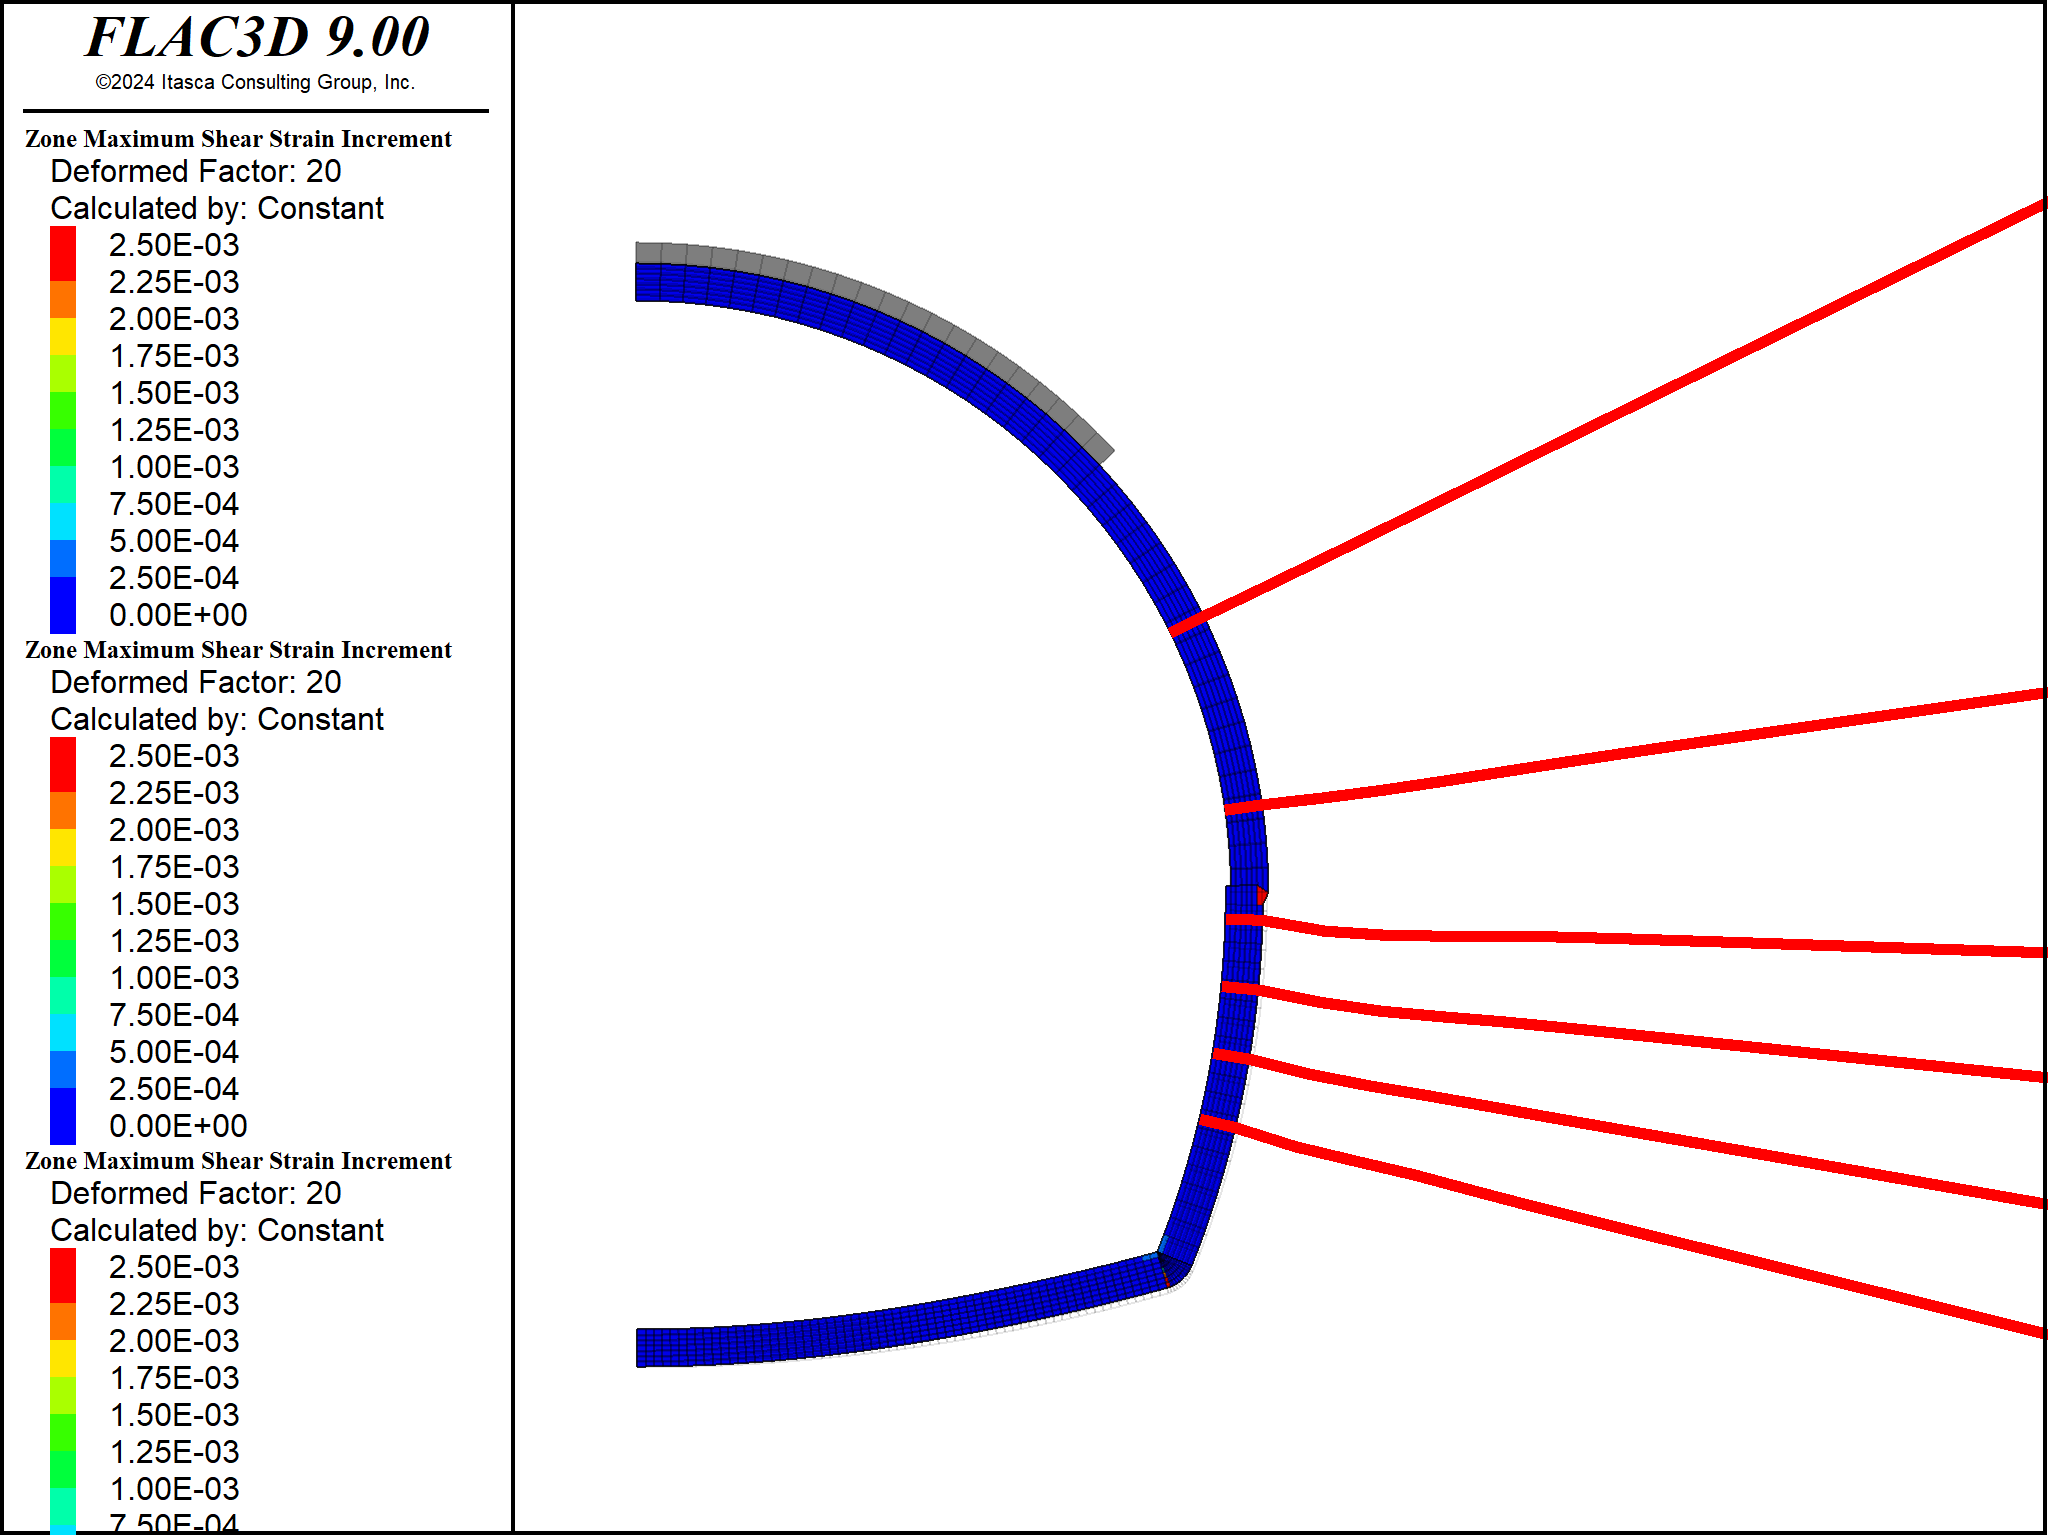 FLAC3D 9.00
©2024 Itasca Consulting Group, Inc.
Zone Maximum Shear Strain Increment
Deformed Factor: 20
Calculated by: Constant
2.50E-03
2.25E-03
2.00E-03
1.75E-03
1.50E-03
1.25E-03
1.00E-03
7.50E-04
5.00E-04
2.50E-04
0.00E+00
Zone Maximum Shear Strain Increment
Deformed Factor: 20
Calculated by: Constant
2.50E-03
2.25E-03
2.00E-03
1.75E-03
1.50E-03
1.25E-03
1.00E-03
7.50E-04
5.00E-04
2.50E-04
0.00E+00
Zone Maximum Shear Strain Increment
Deformed Factor: 20
Calculated by: Constant
2.50E-03
2.25E-03
2.00E-03
1.75E-03
1.50E-03
1.25E-03
1.00E-03
7.50E-04